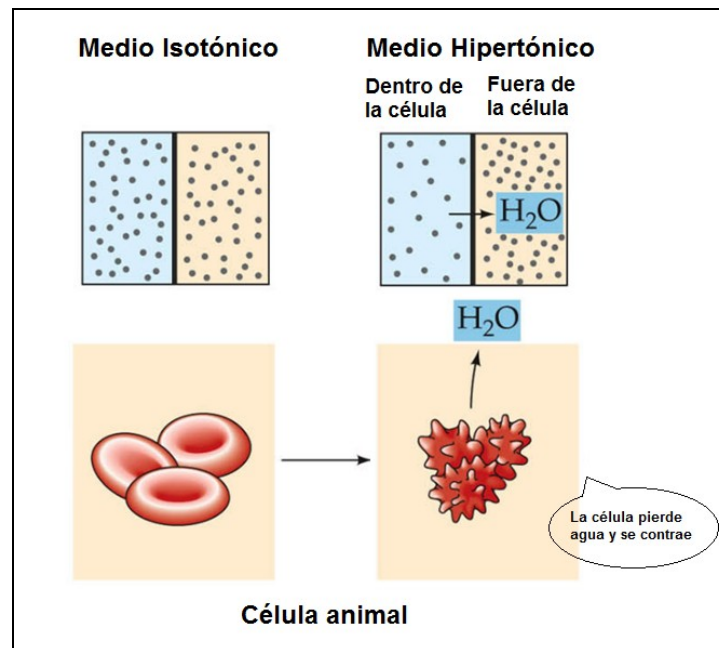 Medio Isotónico
Medio Hipertónico
Dentro de
la célula
Fuera de
la célula
H₂O
H₂O
La célula pierde
agua y se contrae
Célula animal